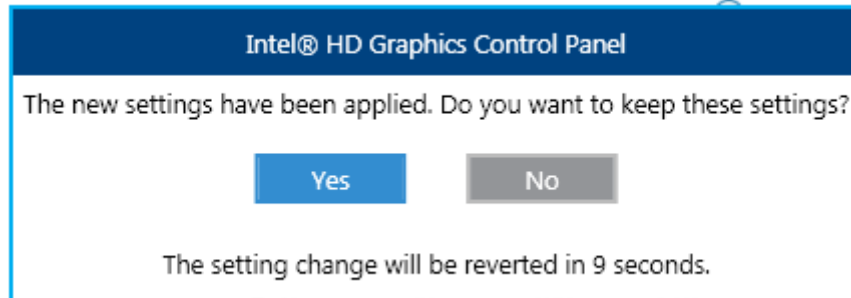 Intel® HD Graphics Control Panel
The new settings have been applied. Do you want to keep these settings?
Yes No
The setting change will be reverted in 9 seconds.